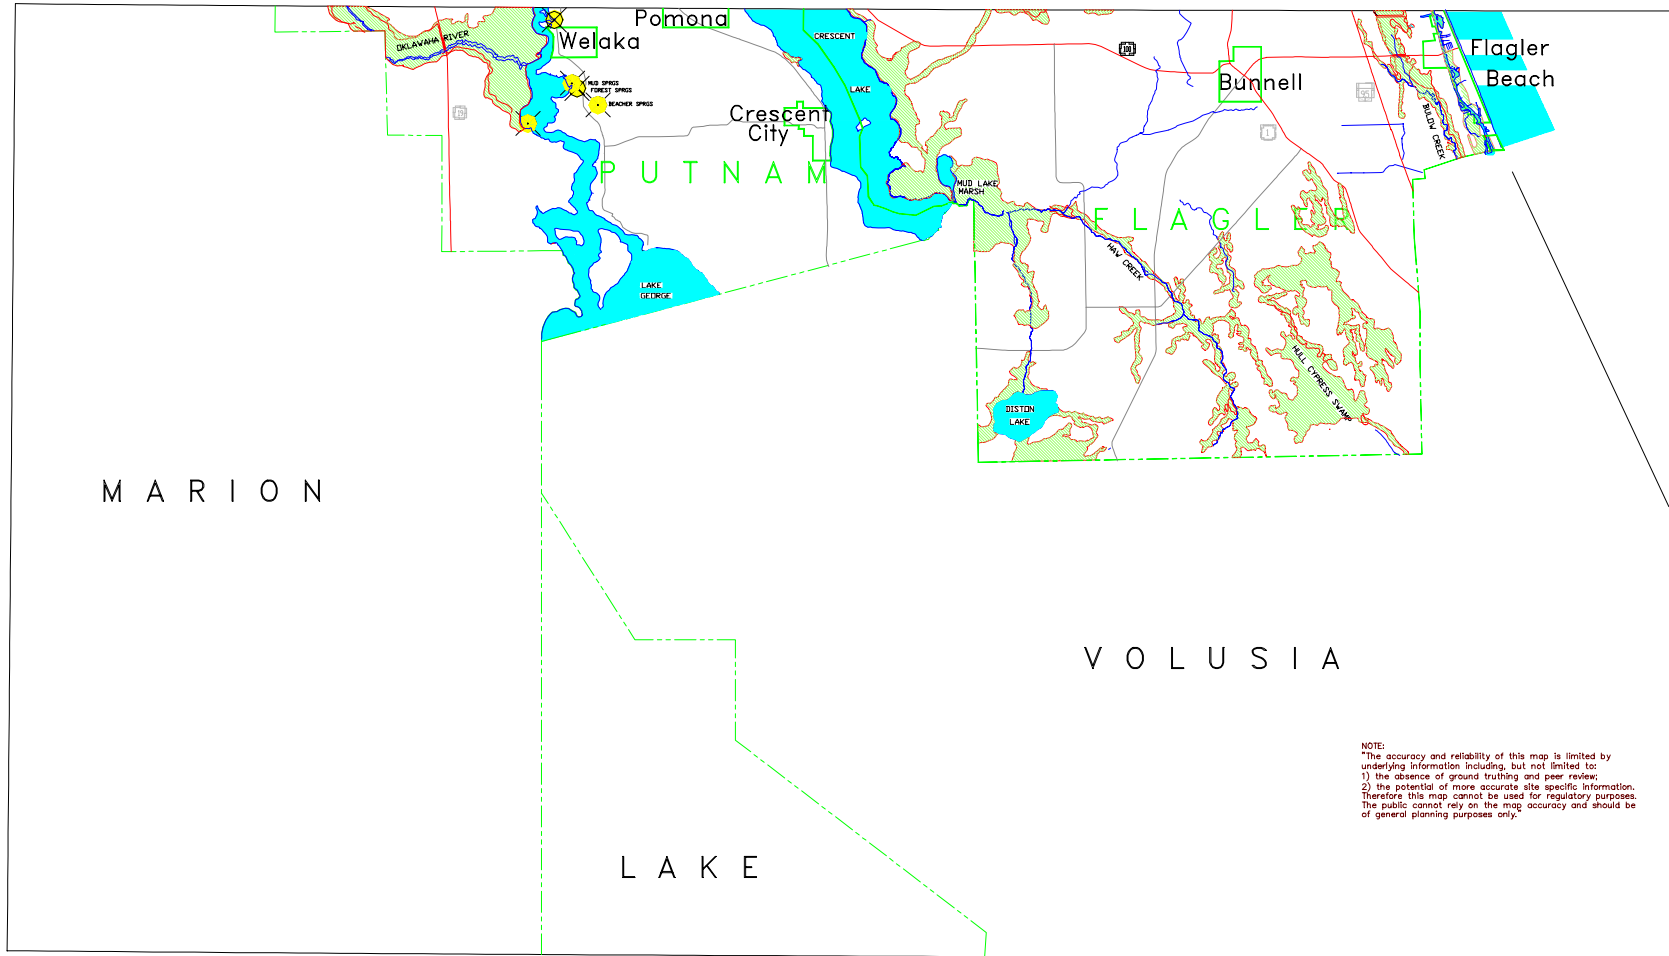 Pomona
Welaka
OKLAWAHA RIVER
CRESCENT
LAKE
100
Flagler
Beach
Bunnell
95
MUD SPRGS
FOREST SPRGS
BEACHER SPRGS
19
Crescent
City
1
BULOW CREEK
PUTNAM
MUD LAKE
MARSH
FLAGLER
HAW CREEK
LAKE
GEORGE
HULL CYPRESS SWAMP
DISTON
LAKE
MARION
VOLUSIA
LAKE
NOTE:
"The accuracy and reliability of this map is limited by
underlying information including, but not limited to:
1) the absence of ground truthing and peer review;
2) the potential of more accurate site specific information.
Therefore this map cannot be used for regulatory purposes.
The public cannot rely on the map accuracy and should be
of general planning purposes only."